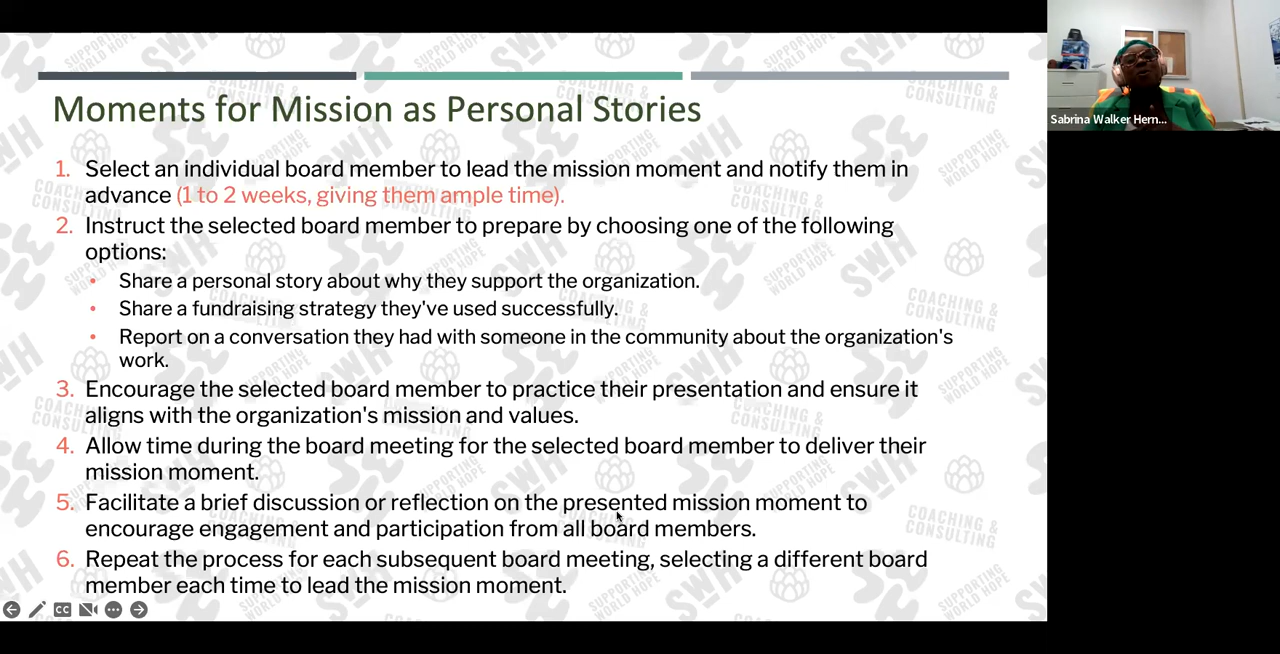 Moments for Mission as Personal Stories
1. Select an individual board member to lead the mission moment and notify them in
advance (1 to 2 weeks, giving them ample time).
2. Instruct the selected board member to prepare by choosing one of the following
options:
• Share a personal story about why they support the organization.
• Share a fundraising strategy they've used successfully.
• Report on a conversation they had with someone in the community about the organization's
work.
3. Encourage the selected board member to practice their presentation and ensure it
aligns with the organization's mission and values.
4. Allow time during the board meeting for the selected board member to deliver their
mission moment.
5. Facilitate a brief discussion or reflection on the presented mission moment to
encourage engagement and participation from all board members.
6. Repeat the process for each subsequent board meeting, selecting a different board
member each time to lead the mission moment.
CC
Sabrina Walker Hern...
SWH
SUPPORTING
WORLD HOPE
COACHING &
CONSULTING